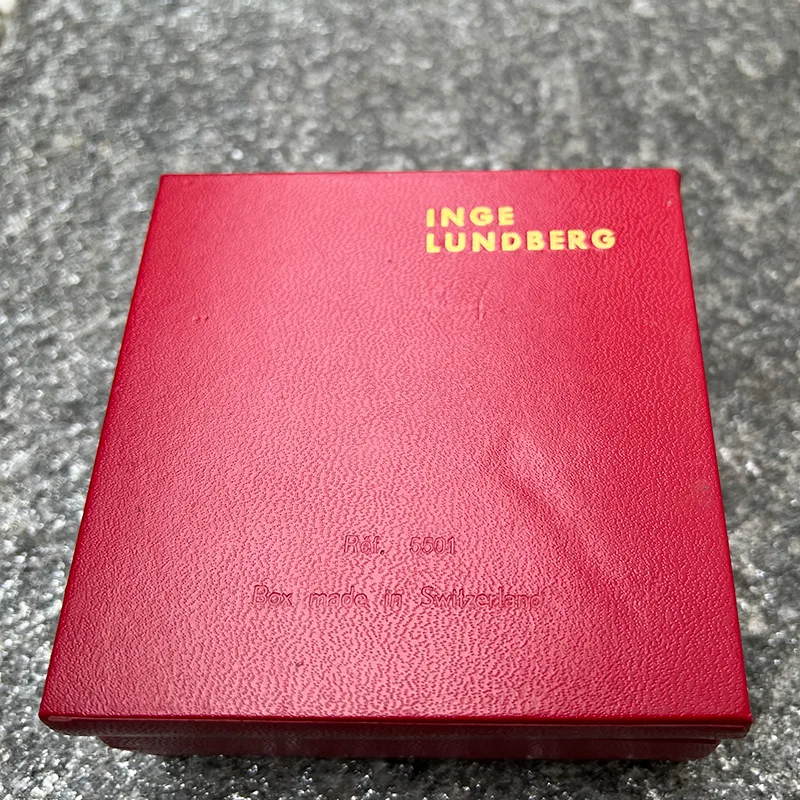 INGE
LUNDBERG
Réf. 5501
Box made in Switzerland